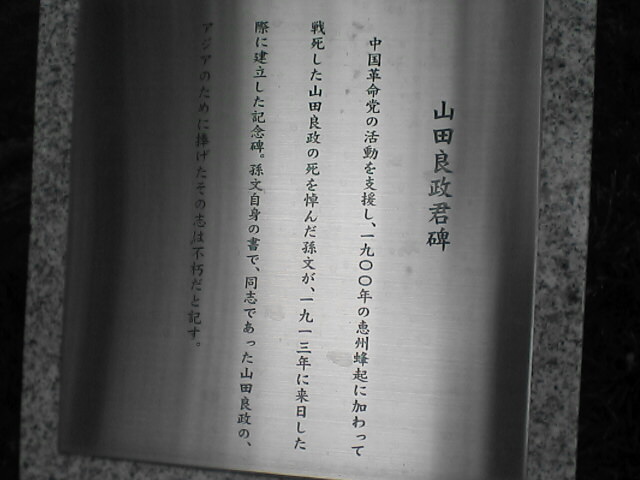 山田良政君碑
中国革命党の活動を支援し、一九〇〇年の恵州蜂起に加わって
戦死した山田良政の死を悼んだ孫文が、一九一三年に来日した
際に建立した記念碑。孫文自身の書で、同志であった山田良政の、
アジアのために捧げたその志は不朽だと記す。